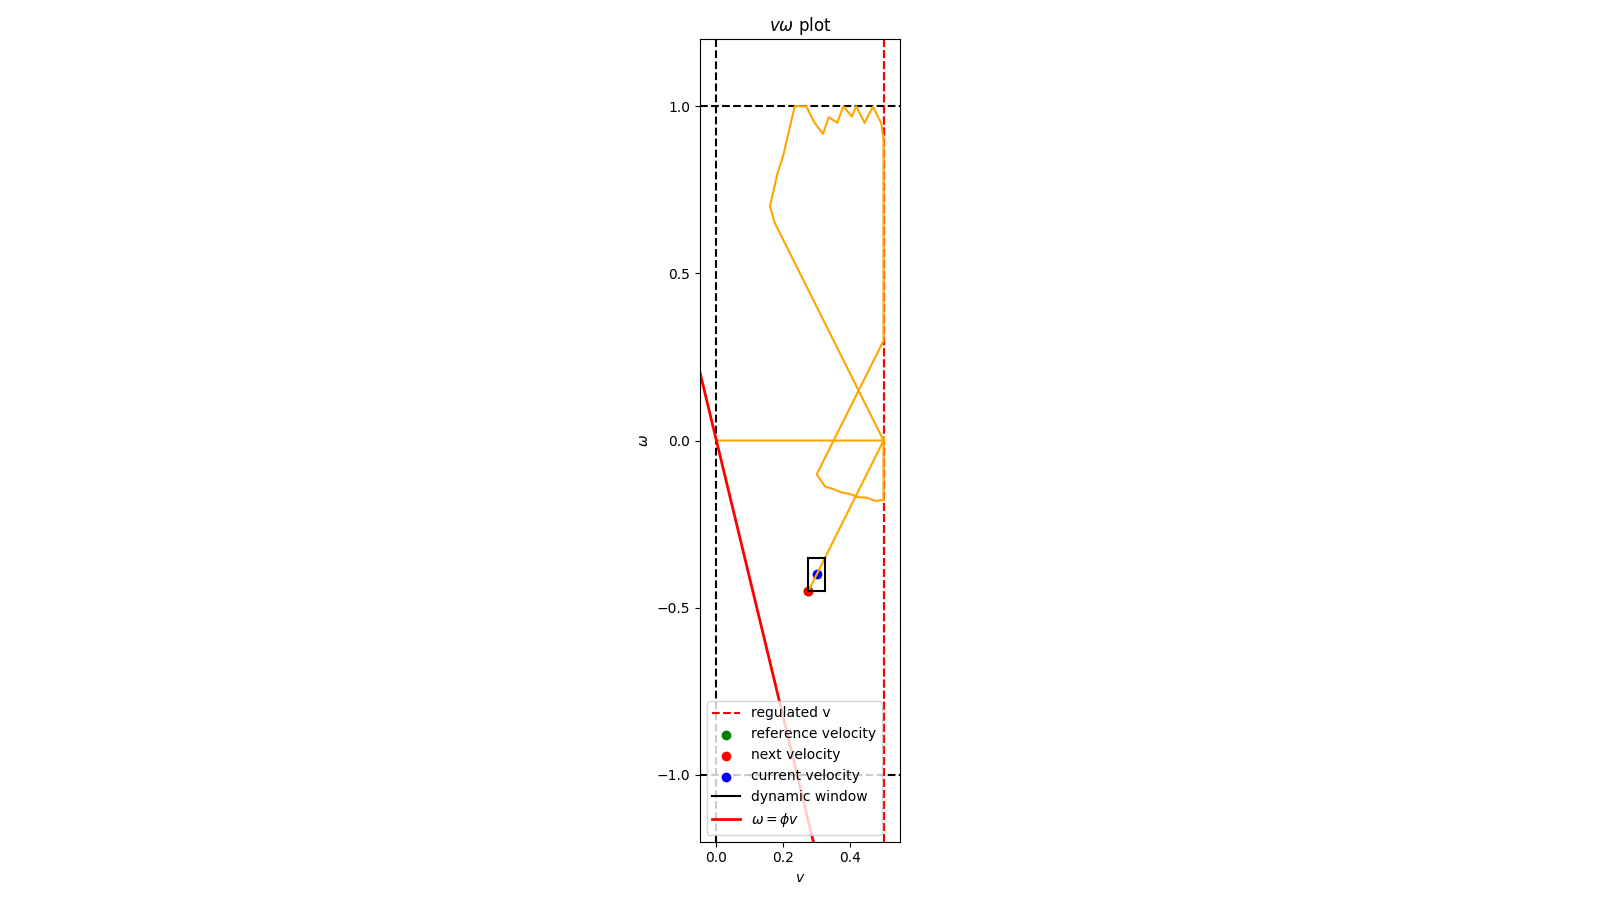 vω plot
1.0
0.5
0.0
−0.5
−1.0
ω
0.0 0.2 0.4
v
regulated v
reference velocity
next velocity
current velocity
dynamic window
ω = ϕv